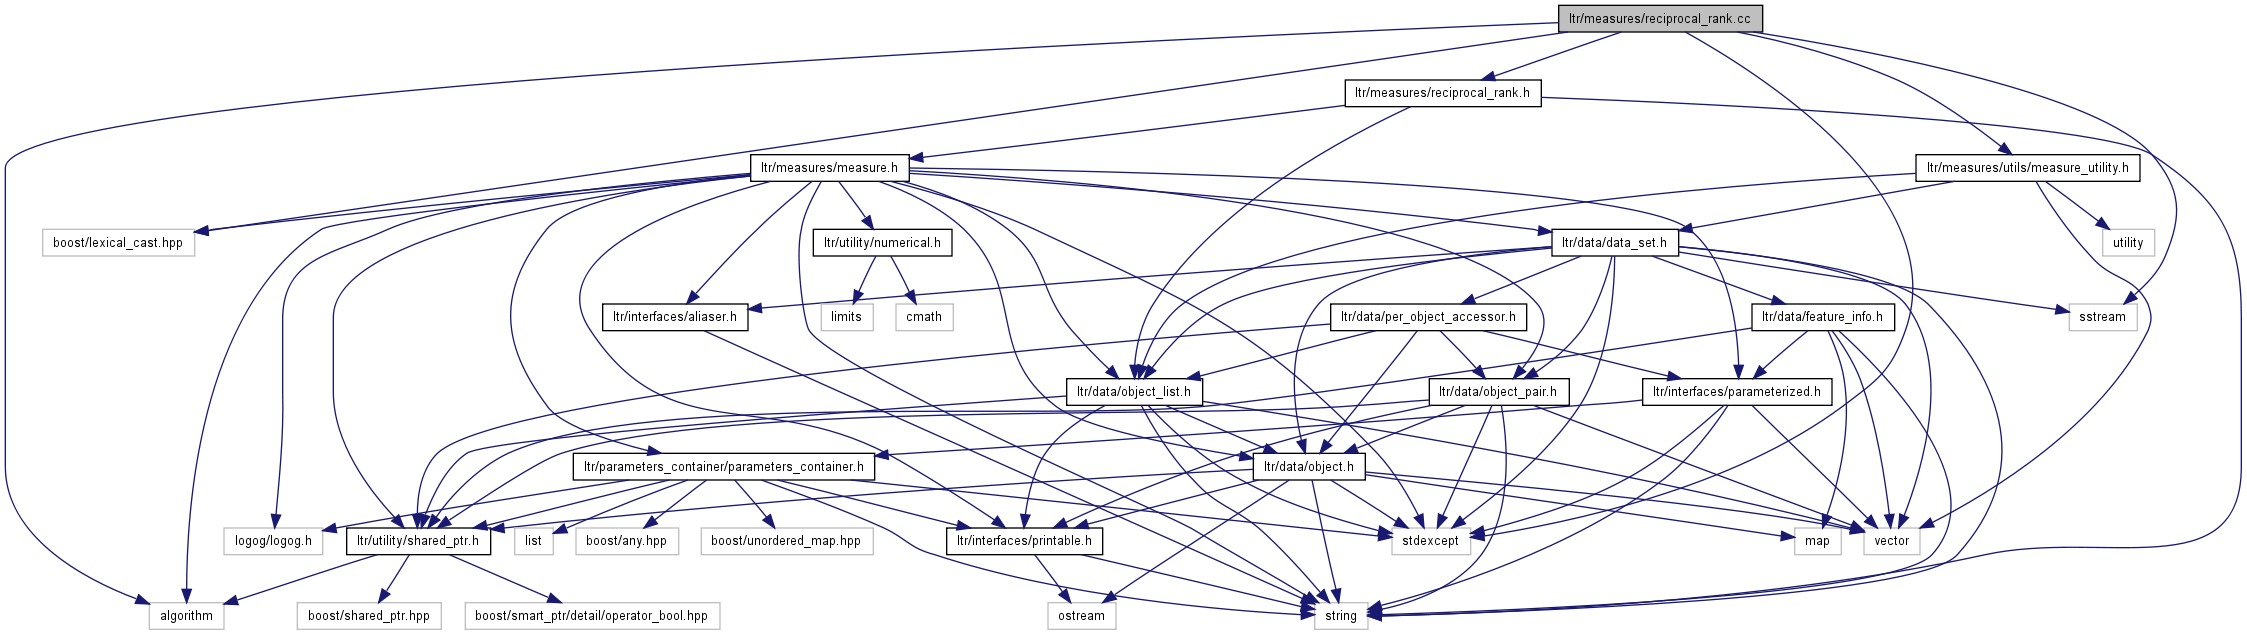 ltr/measures/reciprocal_rank.cc
ltr/measures/reciprocal_rank.h
ltr/measures/measure.h
ltr/measures/utils/measure_utility.h
boost/lexical_cast.hpp
ltr/utility/numerical.h
ltr/data/data_set.h
utility
ltr/interfaces/aliaser.h
limits
cmath
ltr/data/per_object_accessor.h
ltr/data/feature_info.h
sstream
ltr/data/object_list.h
ltr/data/object_pair.h
ltr/interfaces/parameterized.h
ltr/parameters_container/parameters_container.h
ltr/data/object.h
logog/logog.h
ltr/utility/shared_ptr.h
list
boost/any.hpp
boost/unordered_map.hpp
ltr/interfaces/printable.h
stdexcept
map
vector
algorithm
boost/shared_ptr.hpp
boost/smart_ptr/detail/operator_bool.hpp
ostream
string